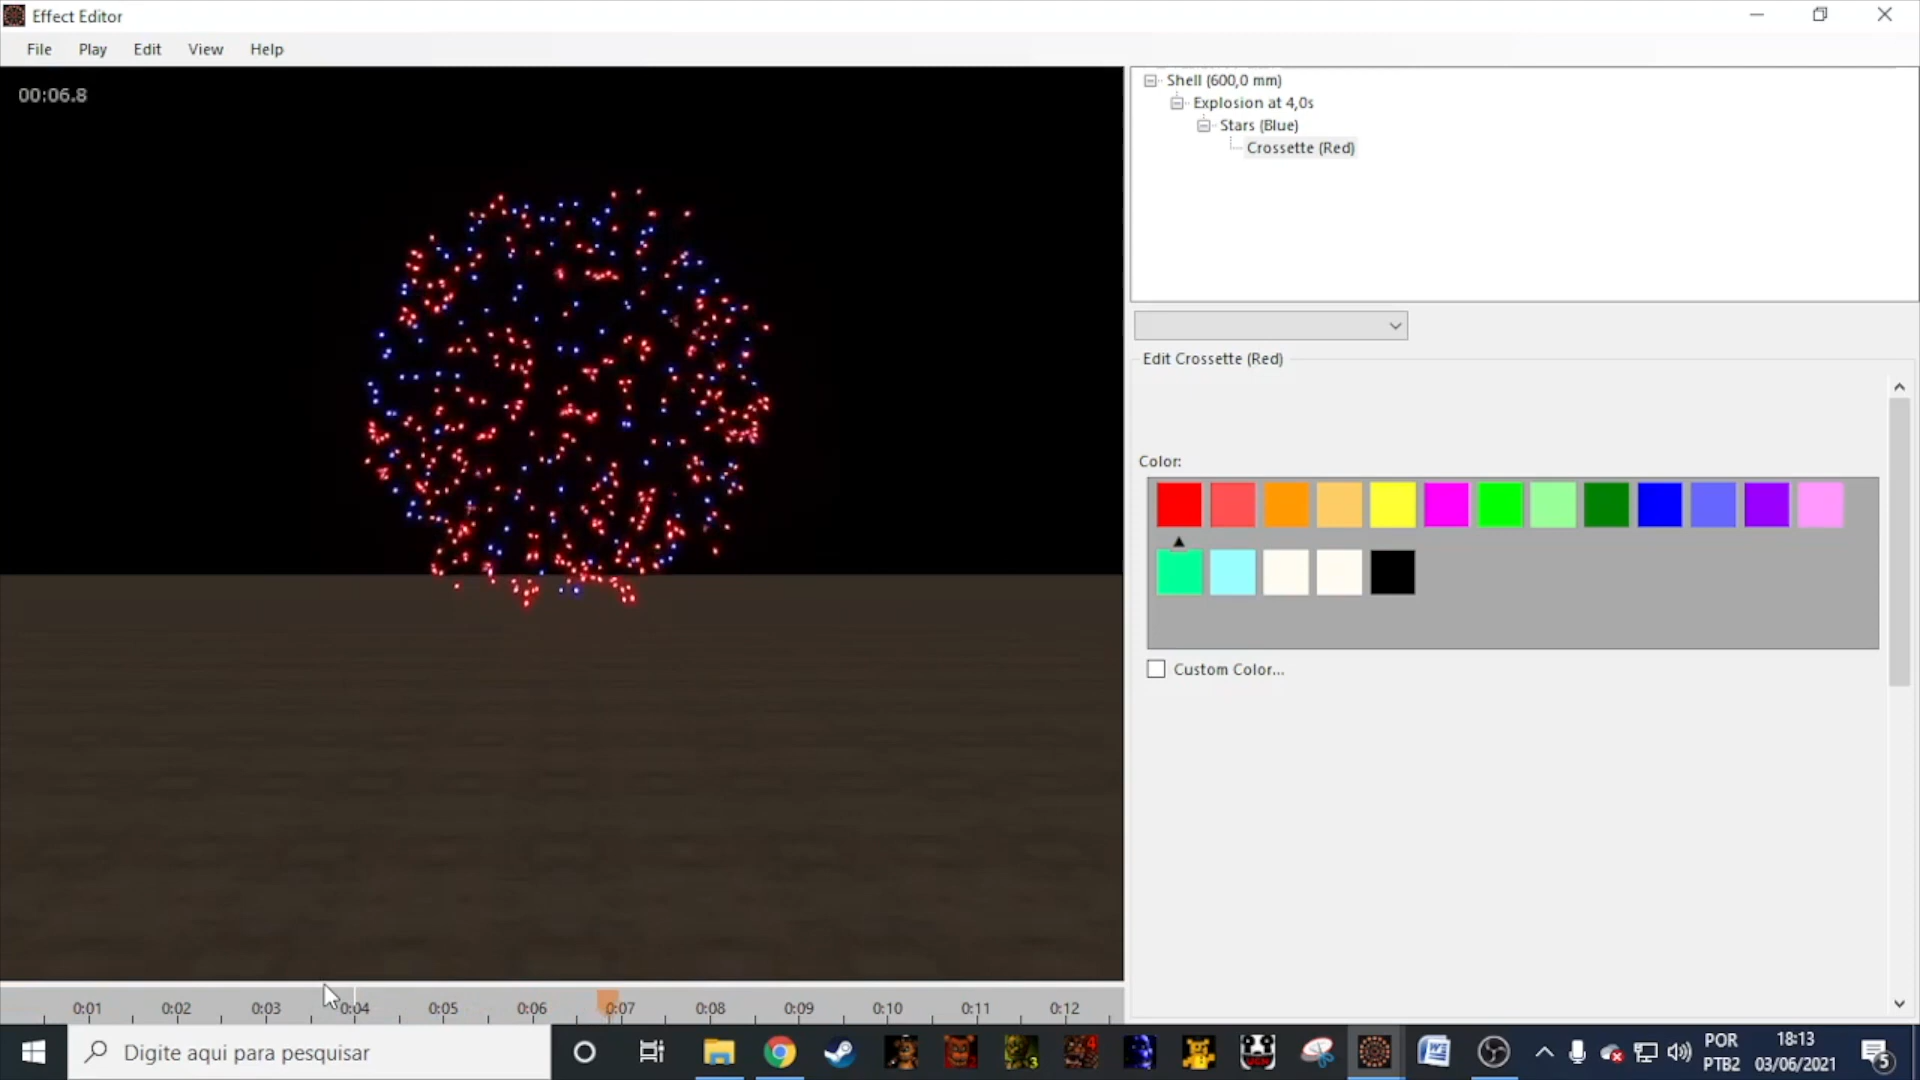 Effect Editor
File Play Edit View Help
00:06.8
Shell (600,0 mm)
Explosion at 4,0s
Stars (Blue)
Crossette (Red)
Edit Crossette (Red)
Color:
Custom Color...
0:01 0:02 0:03 0:04 0:05 0:06 0:07 0:08 0:09 0:10 0:11 0:12
Digite aqui para pesquisar
3
4
UCN
POR
PTB2
18:13
03/06/2021
5